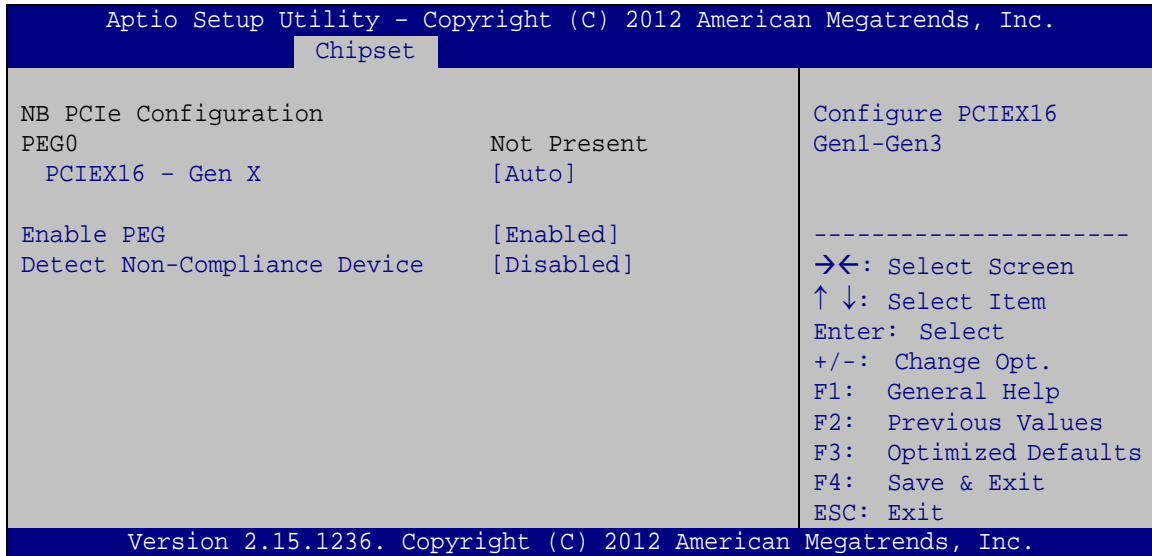 Aptio Setup Utility – Copyright (C) 2012 American Megatrends, Inc.
Chipset
NB PCIe Configuration
PEG0 Not Present
PCIEX16 – Gen X [Auto]
Enable PEG [Enabled]
Detect Non-Compliance Device [Disabled]
Configure PCIEX16
Gen1-Gen3
----------------------
→←: Select Screen
↑ ↓: Select Item
Enter: Select
+/-: Change Opt.
F1: General Help
F2: Previous Values
F3: Optimized Defaults
F4: Save & Exit
ESC: Exit
Version 2.15.1236. Copyright (C) 2012 American Megatrends, Inc.